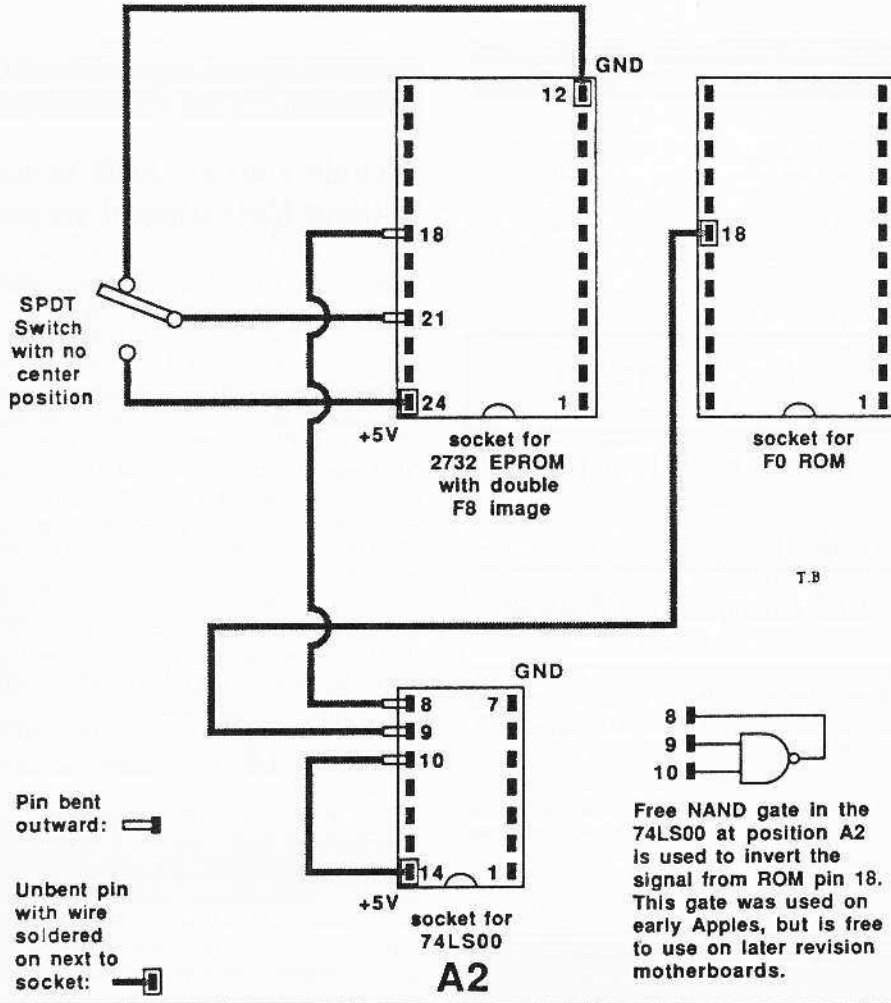 GND
12
18
18
SPDT
Switch
witn no
center
position
21
24
1
1
+5V
socket for
2732 EPROM
with double
F8 image
socket for
F0 ROM
T.B
GND
8
7
9
10
14
1
+5V
socket for
74LS00
A2
8
9
10
Pin bent
outward:
Unbent pin
with wire
soldered
on next to
socket:
Free NAND gate in the
74LS00 at position A2
is used to invert the
signal from ROM pin 18.
This gate was used on
early Apples, but is free
to use on later revision
motherboards.